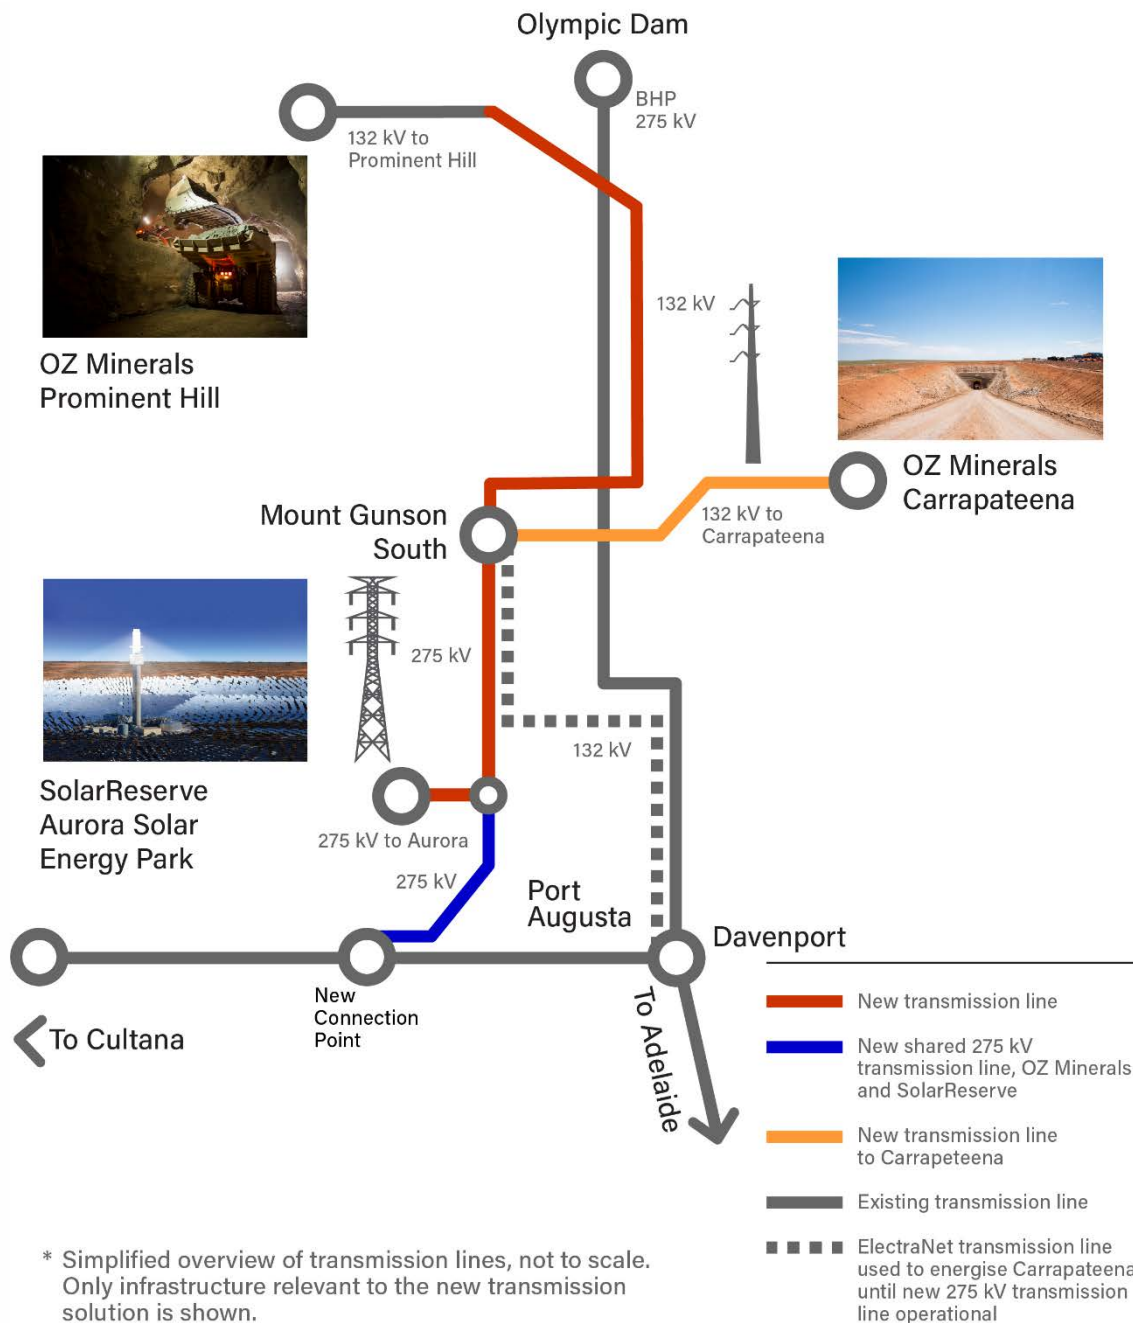 Olympic Dam
BHP
275 kV
132 kV to
Prominent Hill
OZ Minerals
Prominent Hill
132 kV
OZ Minerals
Carrapateena
132 kV to
Carrapateena
Mount Gunson
South
275 kV
132 kV
SolarReserve
Aurora Solar
Energy Park
275 kV to Aurora
275 kV
Port
Augusta
Davenport
New
Connection
Point
To Cultana
To Adelaide
New transmission line
New shared 275 kV
transmission line, OZ Minerals
and SolarReserve
New transmission line
to Carrapeteena
Existing transmission line
ElectraNet transmission line
used to energise Carrapateena
until new 275 kV transmission
line operational
* Simplified overview of transmission lines, not to scale.
Only infrastructure relevant to the new transmission
solution is shown.